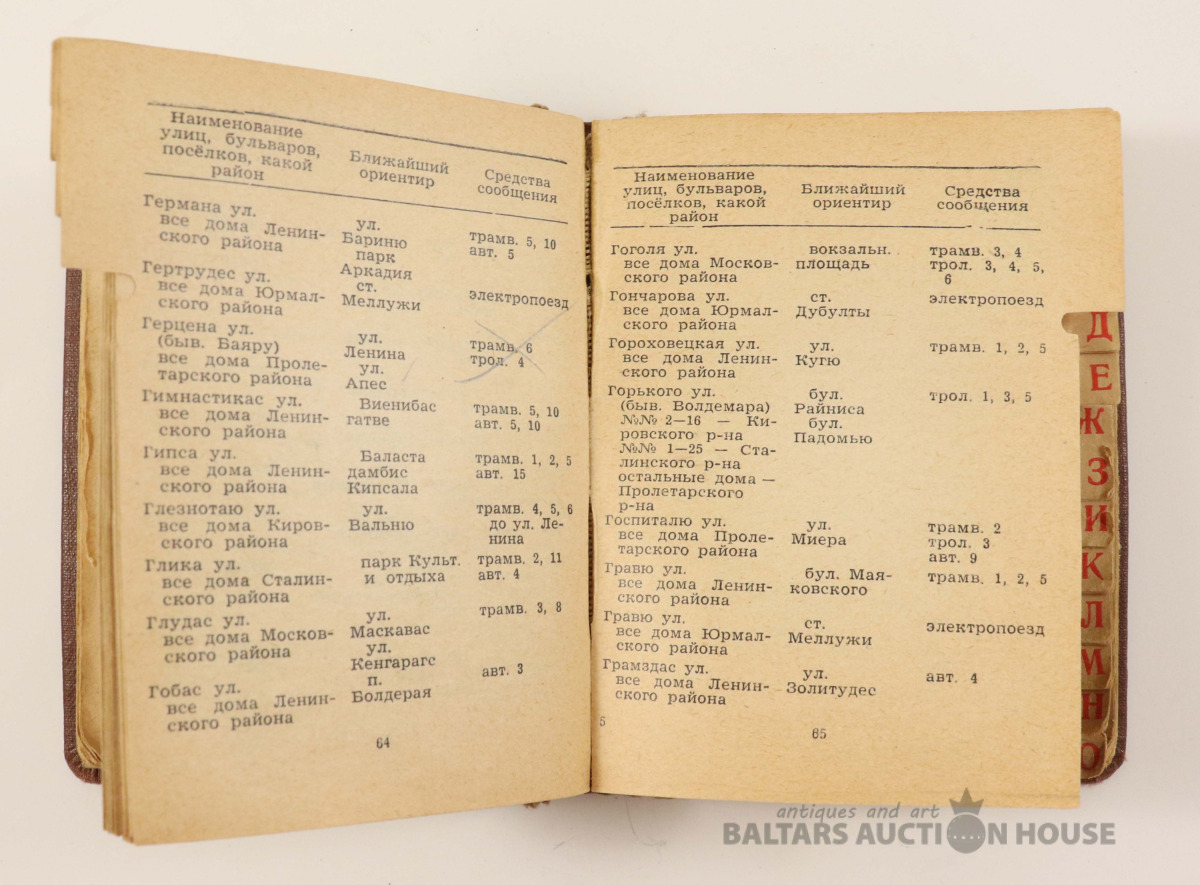 Наименование
улиц, бульваров,
посёлков, какой
район
Ближайший
ориентир
Средства
сообщения
Германа ул.
все дома Ленин-
ского района
ул.
Бариню
трамв. 5, 10
авт. 5
Гертрудес ул.
все дома Юрмал-
ского района
парк
Аркадия
ст.
Меллужи
электропоезд
Герцена ул.
(быв. Баяру)
все дома Проле-
тарского района
ул.
Ленина
ул.
Апес
трамв. 6
трол. 4
Гимнастикас ул.
все дома Ленин-
ского района
Виенибас
гатве
трамв. 5, 10
авт. 5, 10
Гипса ул.
все дома Ленин-
ского района
Баласта
дамбис
Кипсала
трамв. 1, 2, 5
авт. 15
Глезнотаю ул.
все дома Киров-
ского района
ул.
Вальню
трамв. 4, 5, 6
до ул. Ле-
нина
Глика ул.
все дома Сталин-
ского района
парк Культ.
и отдыха
трамв. 2, 11
авт. 4
Глудас ул.
все дома Москов-
ского района
ул.
Маскавас
ул.
Кенгарагс
трамв. 3, 8
Гобас ул.
все дома Ленин-
ского района
п.
Болдерая
авт. 3
64
Наименование
улиц, бульваров,
посёлков, какой
район
Ближайший
ориентир
Средства
сообщения
Гоголя ул.
все дома Москов-
ского района
вокзальн.
площадь
трамв. 3, 4
трол. 3, 4, 5,
6
Гончарова ул.
все дома Юрмал-
ского района
ст.
Дубулты
электропоезд
Гороховецкая ул.
все дома Ленин-
ского района
ул.
Кугю
трамв. 1, 2, 5
Горького ул.
(быв. Волдемара)
№№ 2—16 — Ки-
ровского р-на
№№ 1—25 — Ста-
линского р-на
остальные дома —
Пролетарского
р-на
бул.
Райниса
бул.
Падомью
трол. 1, 3, 5
Госпиталю ул.
все дома Проле-
тарского района
ул.
Миера
трамв. 2
трол. 3
авт. 9
Гравю ул.
все дома Ленин-
ского района
бул. Мая-
ковского
трамв. 1, 2, 5
Гравю ул.
все дома Юрмал-
ского района
ст.
Меллужи
электропоезд
Грамздас ул.
все дома Ленин-
ского района
ул.
Золитудес
авт. 4
5
65
Д
Е
Ж
З
И
К
Л
М
Н
О
antiques and art
BALTARS AUCTION HOUSE